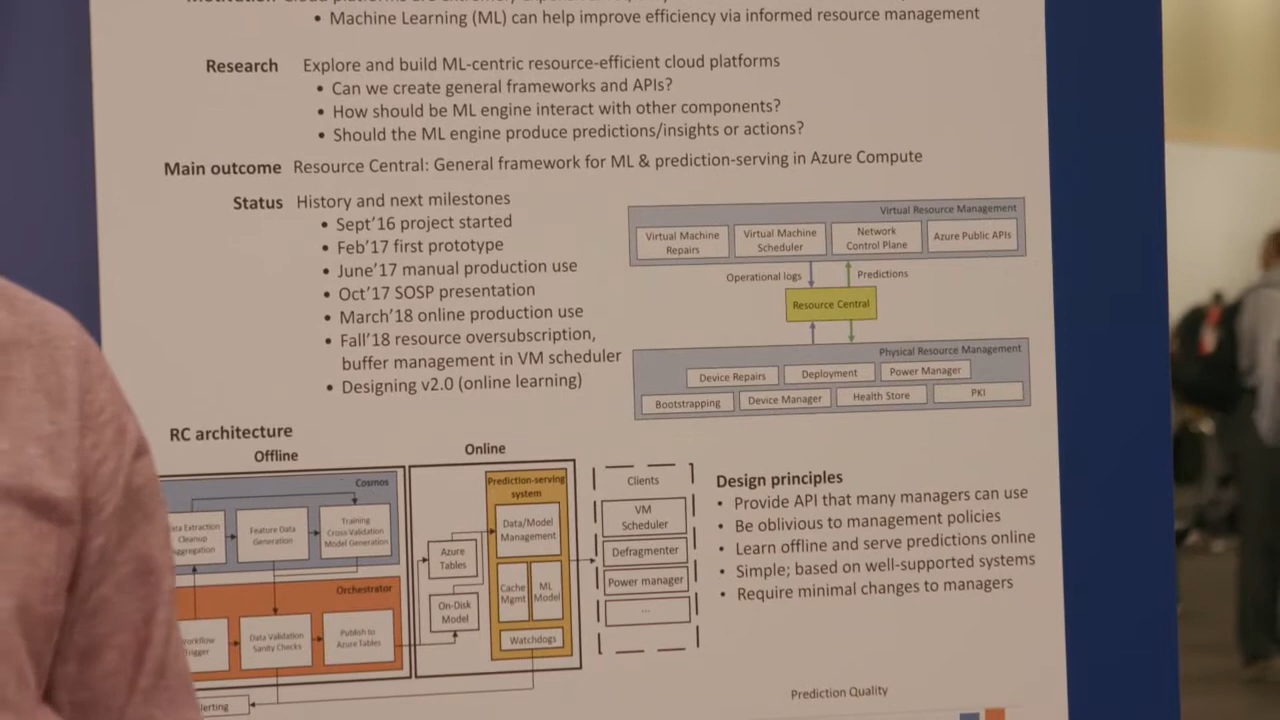 • Machine Learning (ML) can help improve efficiency via informed resource management
Research Explore and build ML-centric resource-efficient cloud platforms
• Can we create general frameworks and APIs?
• How should be ML engine interact with other components?
• Should the ML engine produce predictions/insights or actions?
Main outcome Resource Central: General framework for ML & prediction-serving in Azure Compute
Status History and next milestones
• Sept'16 project started
• Feb'17 first prototype
• June'17 manual production use
• Oct'17 SOSP presentation
• March'18 online production use
• Fall'18 resource oversubscription,
buffer management in VM scheduler
• Designing v2.0 (online learning)
Virtual Resource Management
Virtual Machine
Repairs
Virtual Machine
Scheduler
Network
Control Plane
Azure Public APIs
Operational logs
Predictions
Resource Central
Physical Resource Management
Device Repairs
Deployment
Power Manager
Bootstrapping
Device Manager
Health Store
PKI
RC architecture
Offline
Cosmos
Extraction
Cleanup
Feature Data
Generation
Training
Cross Validation
Model Generation
Orchestrator
Data Validation
Sanity Checks
Publish to
Azure Tables
Online
Azure
Tables
On-Disk
Model
Prediction-serving
system
Data/Model
Management
Cache
Mgmt
ML
Model
Watchdogs
Clients
VM
Scheduler
Defragmenter
Power manager
...
Design principles
• Provide API that many managers can use
• Be oblivious to management policies
• Learn offline and serve predictions online
• Simple; based on well-supported systems
• Require minimal changes to managers
Prediction Quality